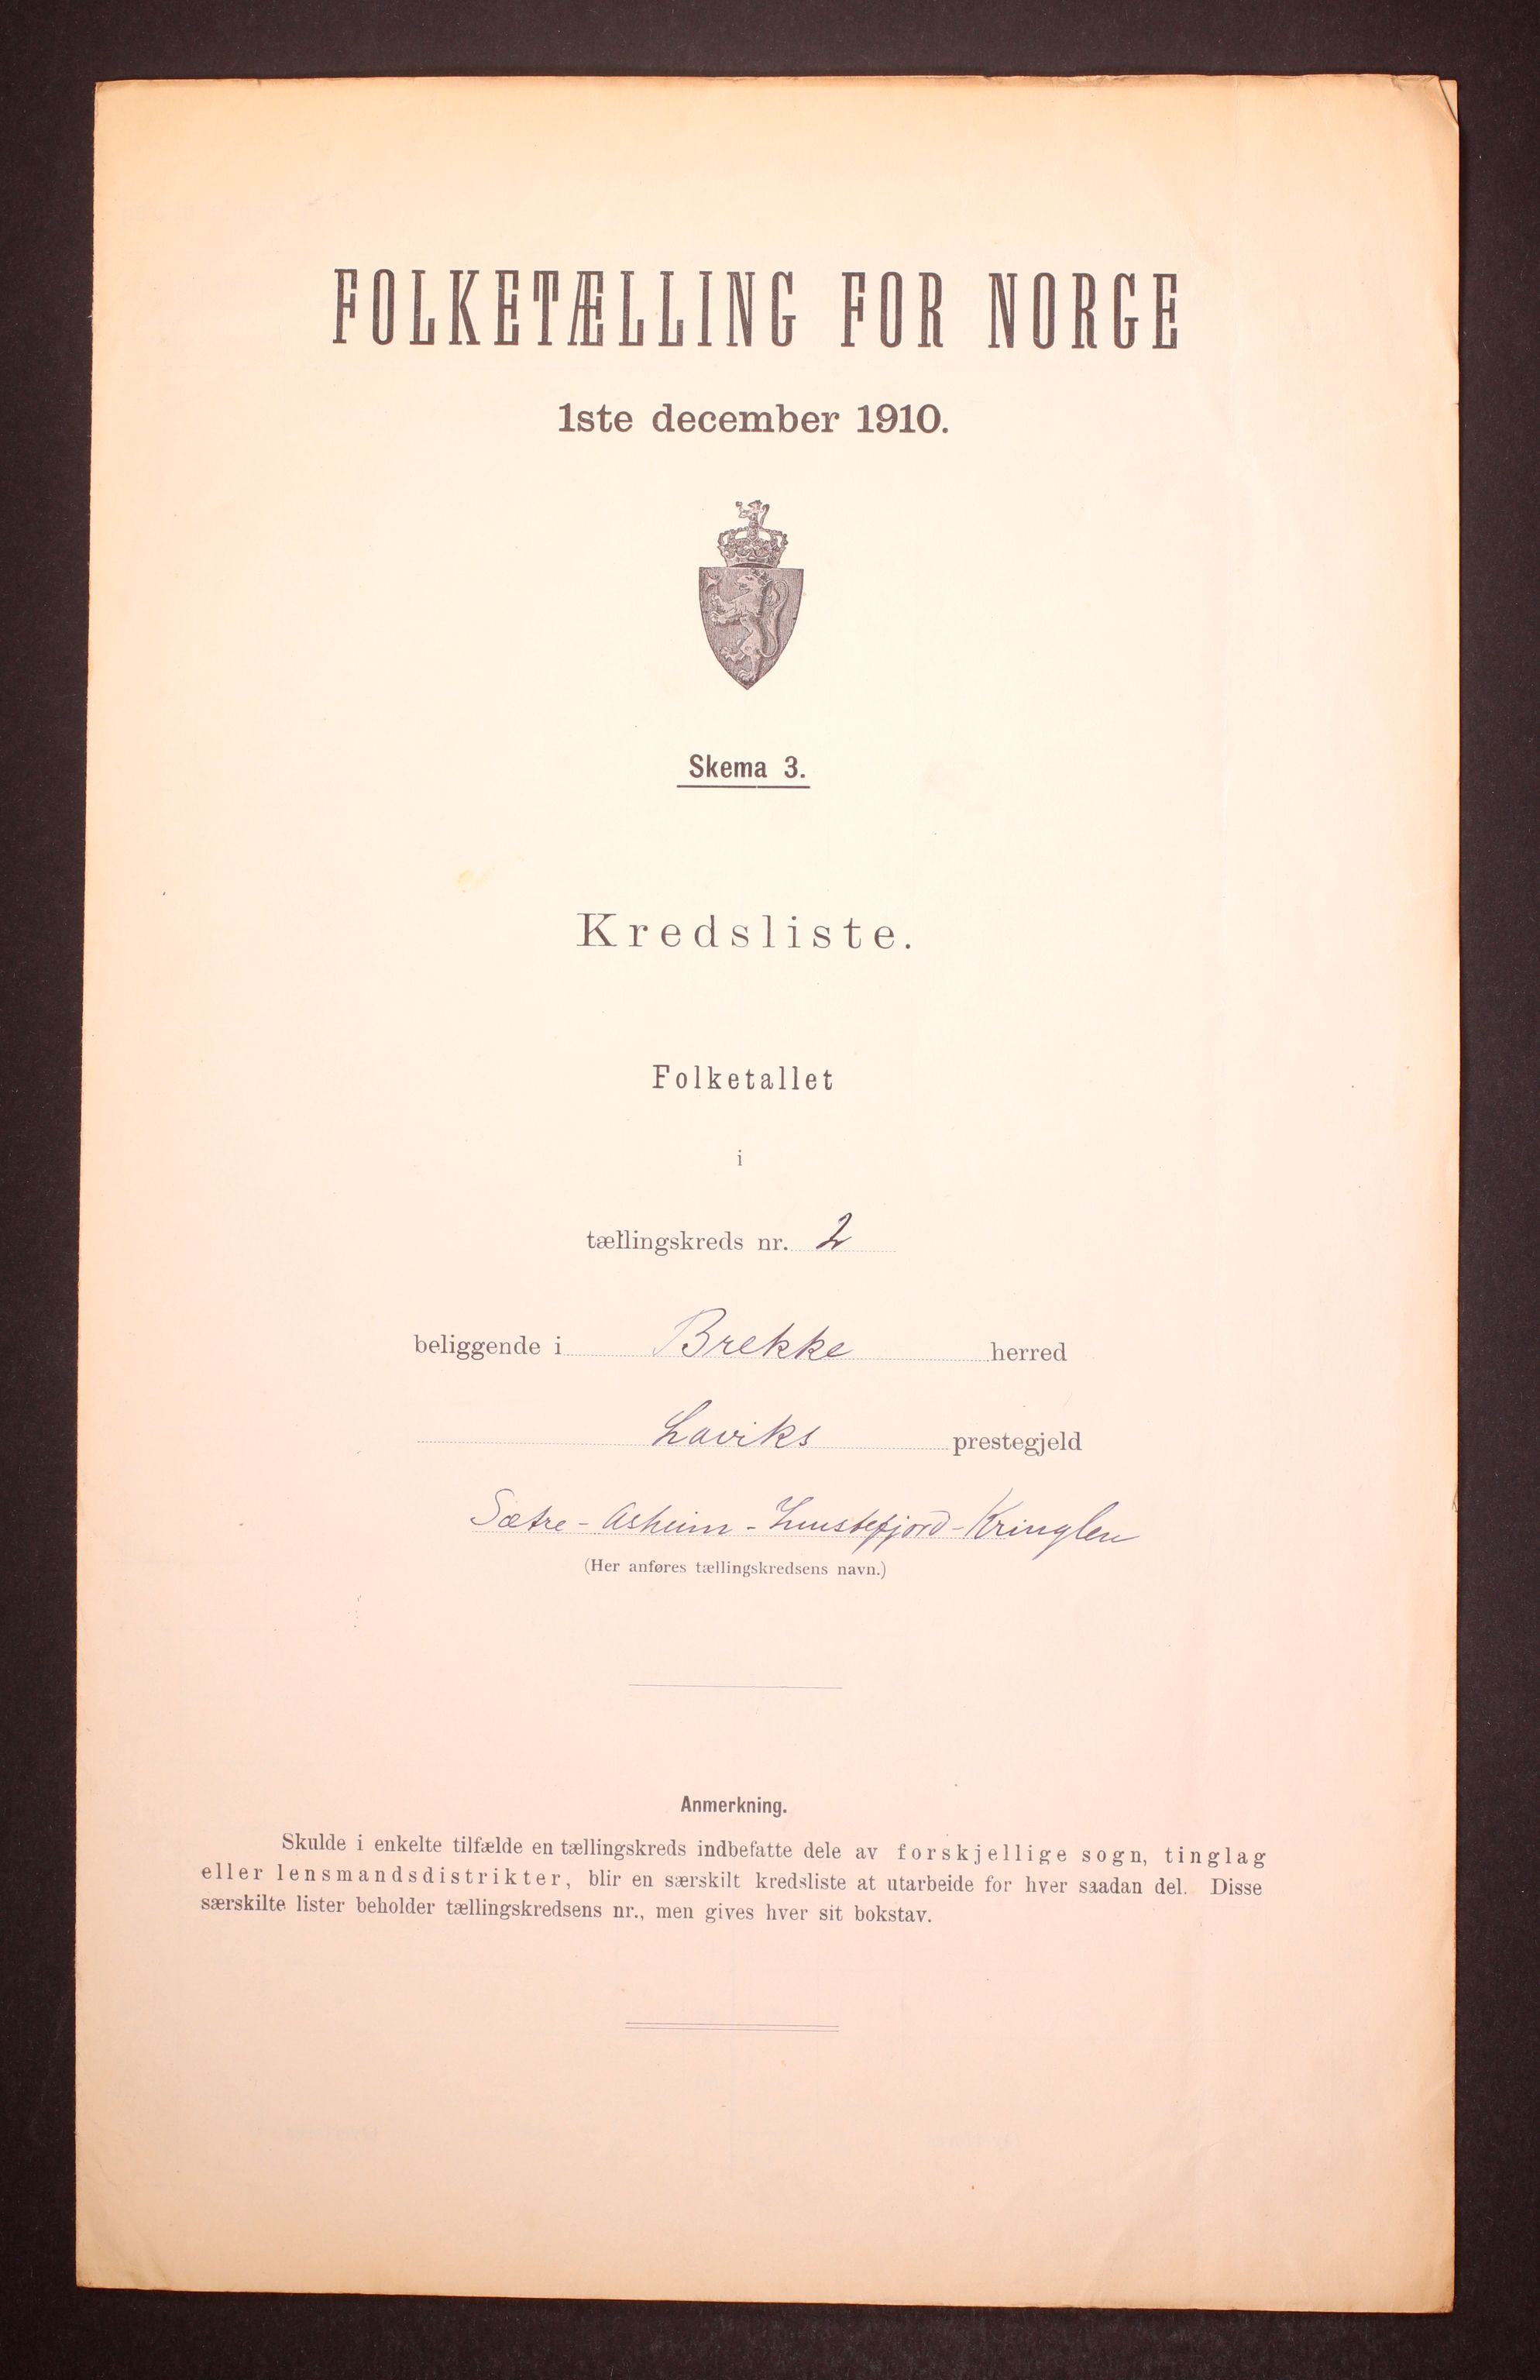 FOLKETÆLLING FOR NORGE
1ste december 1910.
Skema 3.
Kredsliste.
Folketallet
i
tællingskreds nr. 2
beliggende i Brekke herred
Laviks prestegjeld
Sætre - Asheim - - Kringlen
(Her anføres tællingskredsens navn.)
Anmerkning.
Skulde i enkelte tilfælde en tællingskreds indbefatte dele av forskjellige sogn, tinglag
eller lensmandsdistrikter, blir en særskilt kredsliste at utarbeide for hver saadan del. Disse
særskilte lister beholder tællingskredsens nr., men gives hver sit bokstav.